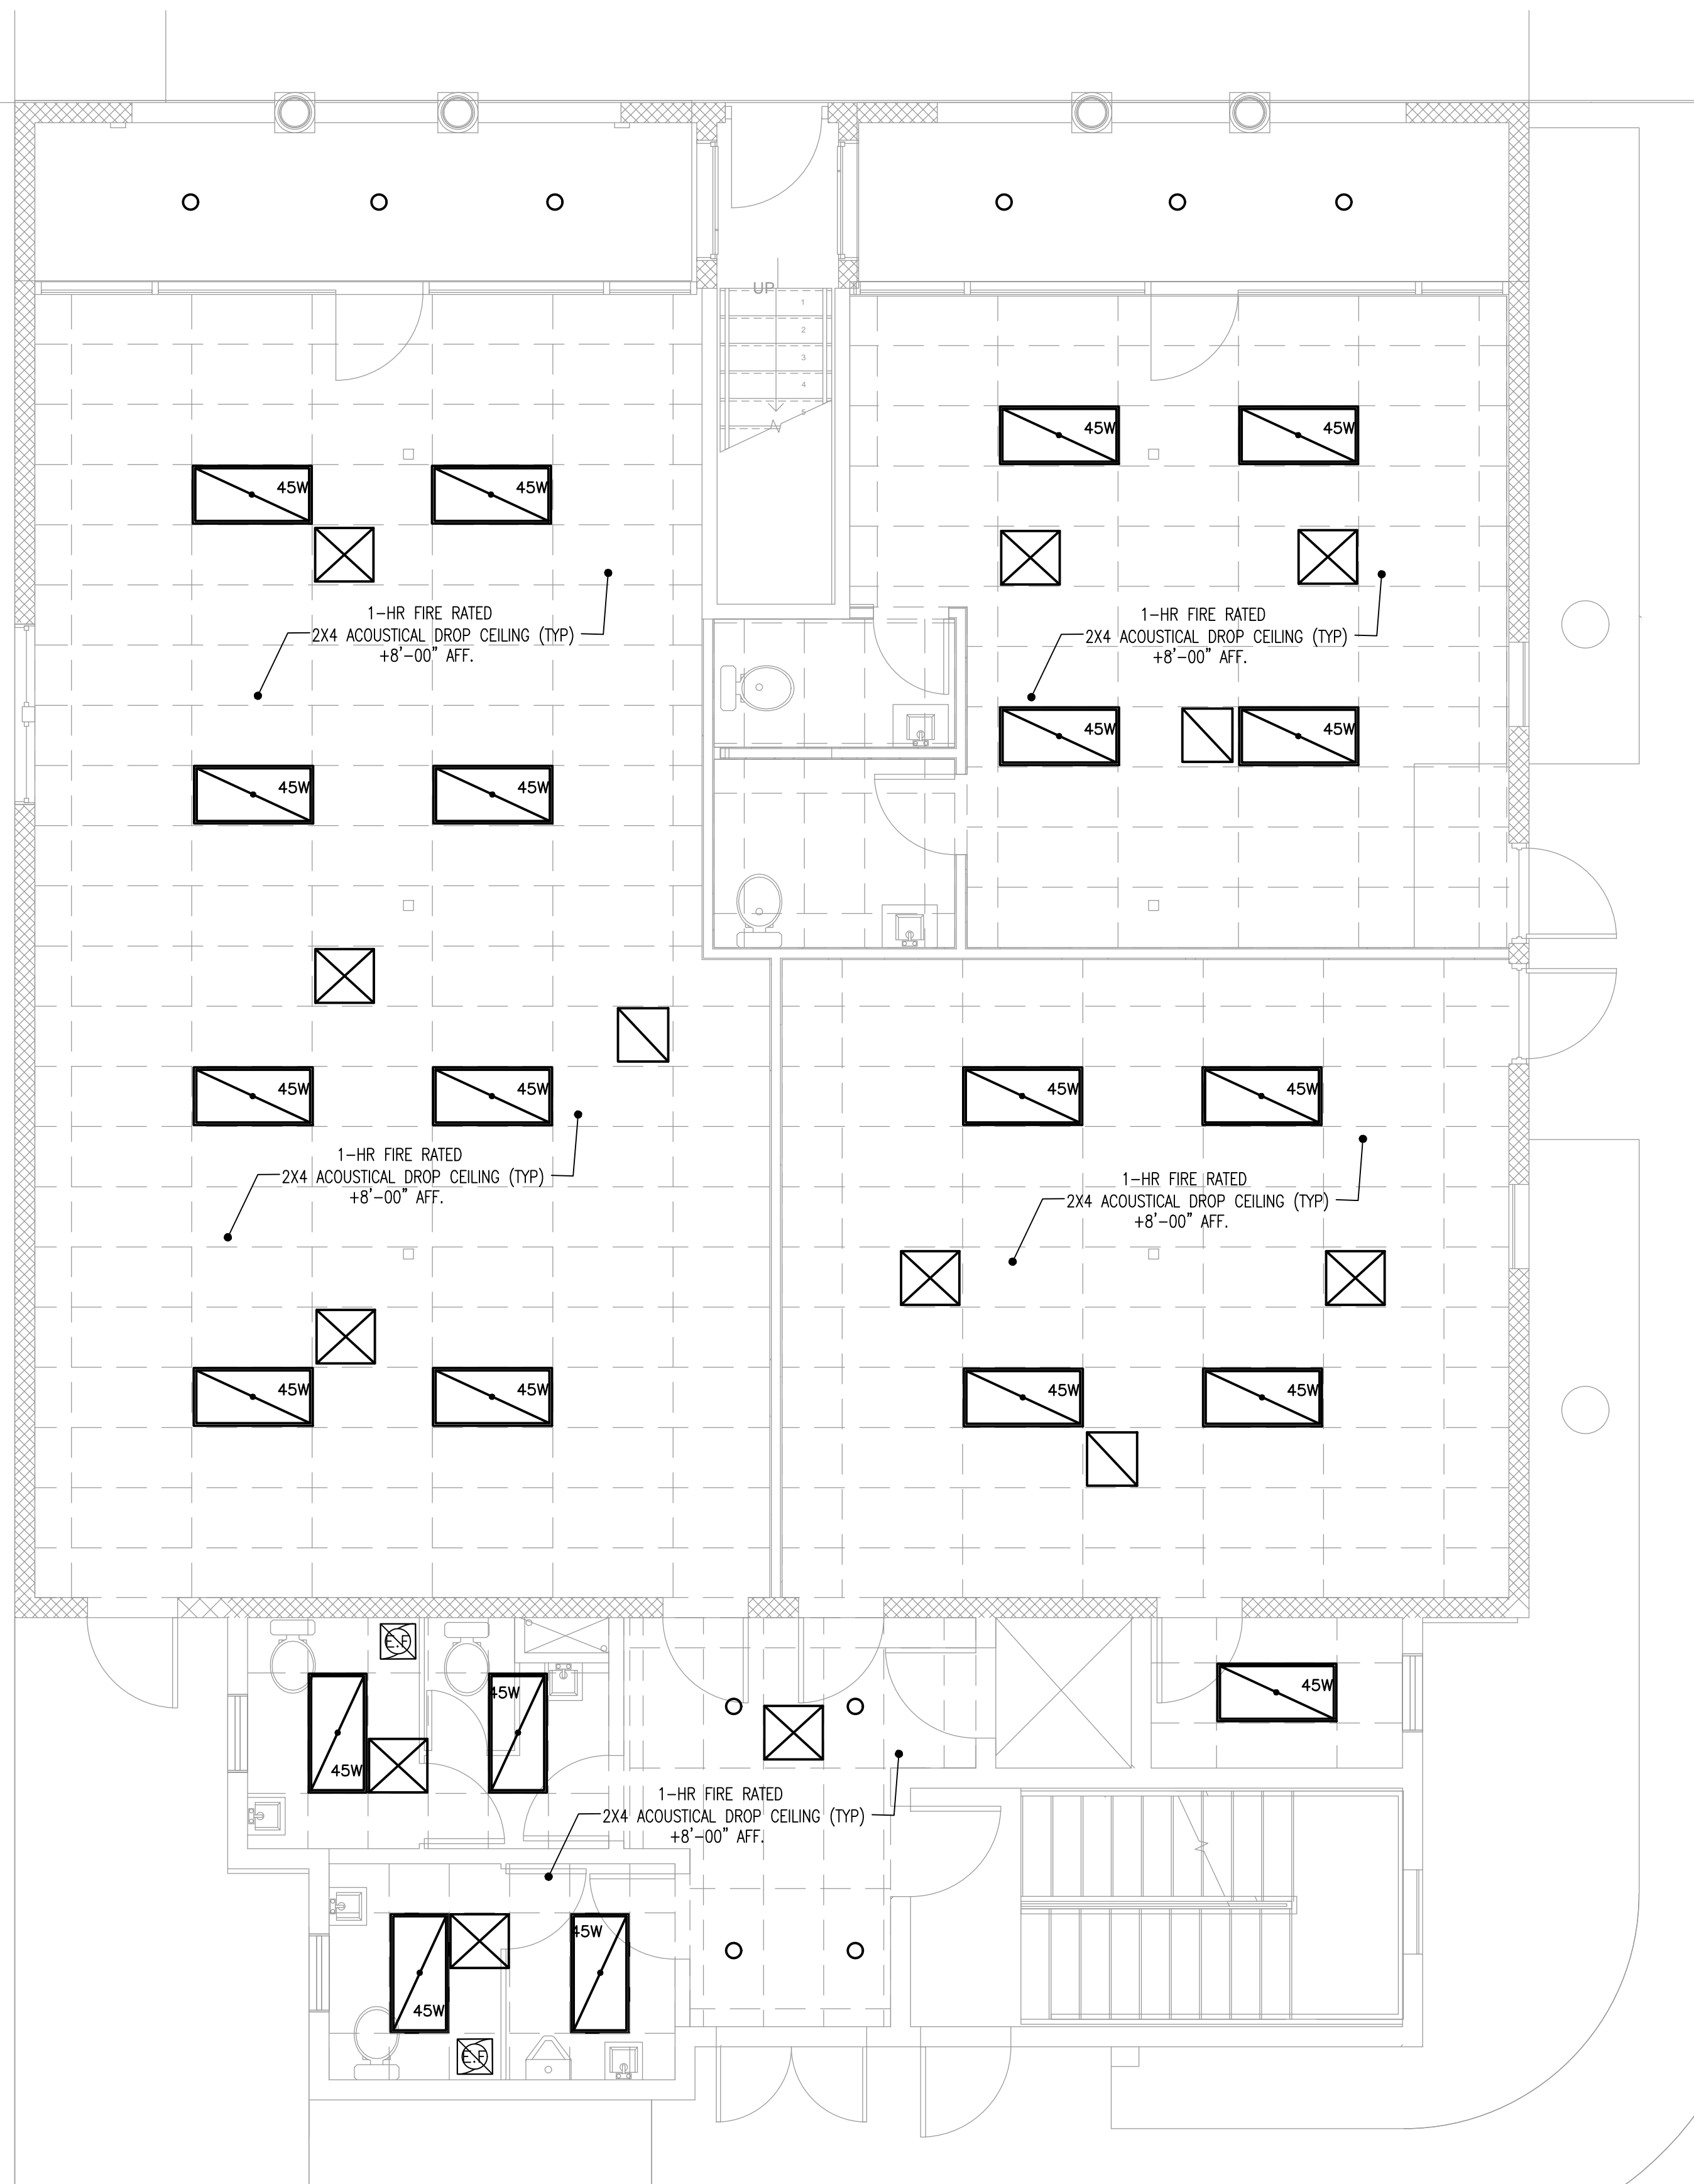 UP
1
2
3
4
5
45W
45W
45W
45W
1-HR FIRE RATED
2X4 ACOUSTICAL DROP CEILING (TYP)
+8'-00" AFF.
1-HR FIRE RATED
2X4 ACOUSTICAL DROP CEILING (TYP)
+8'-00" AFF.
45W
45W
45W
45W
45W
45W
45W
45W
1-HR FIRE RATED
2X4 ACOUSTICAL DROP CEILING (TYP)
+8'-00" AFF.
1-HR FIRE RATED
2X4 ACOUSTICAL DROP CEILING (TYP)
+8'-00" AFF.
45W
45W
45W
45W
E.F
45W
45W
45W
1-HR FIRE RATED
2X4 ACOUSTICAL DROP CEILING (TYP)
+8'-00" AFF.
45W
45W
E.F